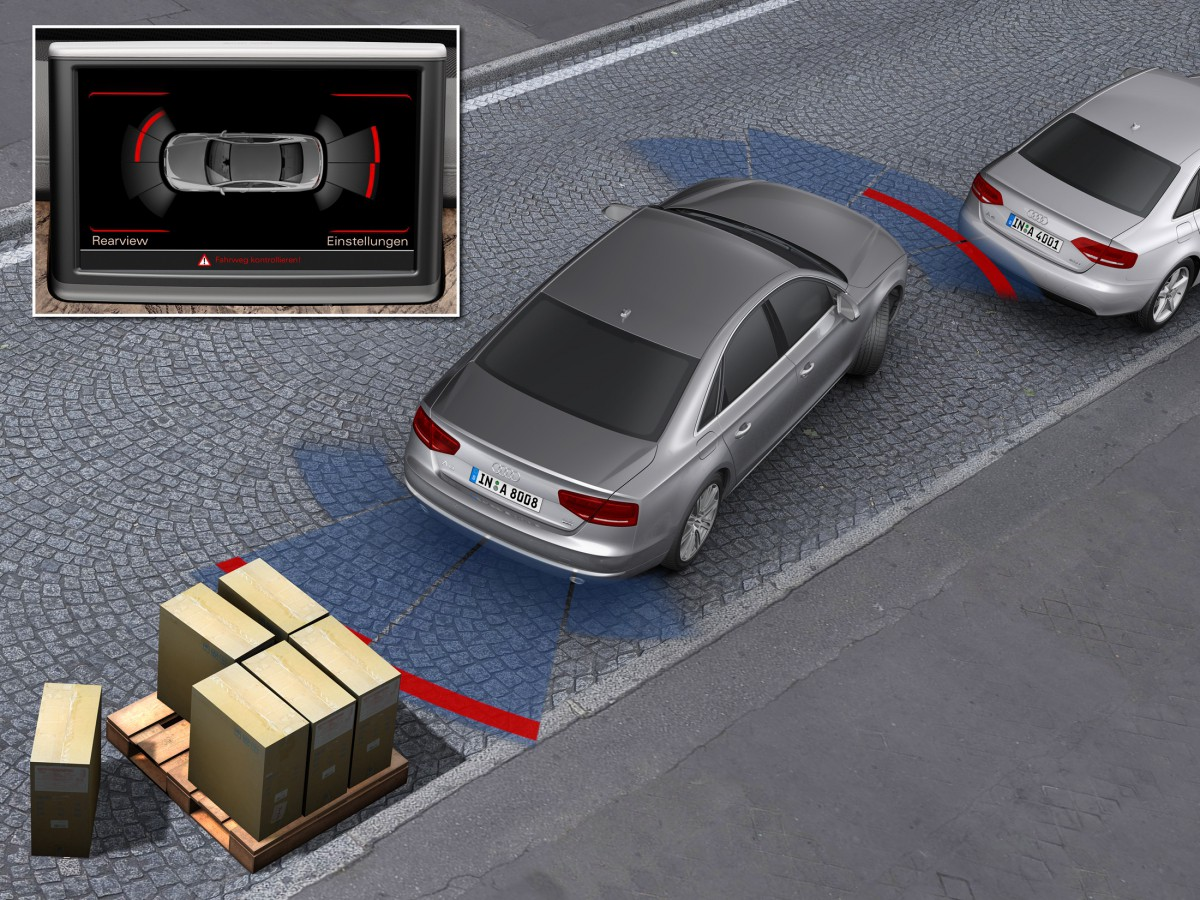 Rearview
Einstellungen
Fahrweg kontrollieren!
IN A 4001
IN A 8008